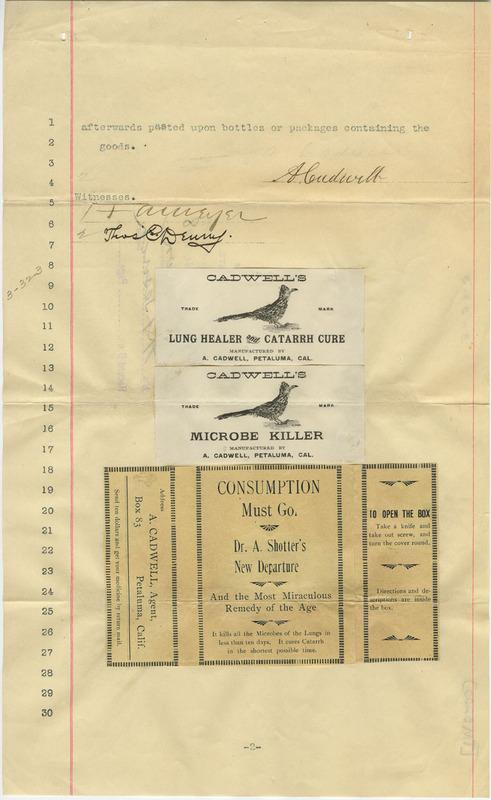 1
afterwards pasted upon bottles or packages containing the
2
goods.
3
4
A Cadwell
Witnesses.
5
6
7
Thos C Denny.
8
3-323
9
10
11
12
13
14
15
16
17
18
19
20
21
22
23
24
25
26
27
28
29
30
CADWELL'S
TRADE MARK
LUNG HEALER and CATARRH CURE
MANUFACTURED BY
A. CADWELL, PETALUMA, CAL.
CADWELL'S
TRADE MARK
MICROBE KILLER
MANUFACTURED BY
A. CADWELL, PETALUMA, CAL.
Address
A. CADWELL, Agent,
Box 83 Petaluma, Calif.
Send ten dollars and get your medicine by return mail.
CONSUMPTION
Must Go.
Dr. A. Shotter's
New Departure
And the Most Miraculous
Remedy of the Age
It kills all the Microbes of the Lungs in
less than ten days. It cures Catarrh
in the shortest possible time.
TO OPEN THE BOX
Take a knife and
take out screw, and
turn the cover round.
Directions and de-
scriptions are inside
the box.
-2-